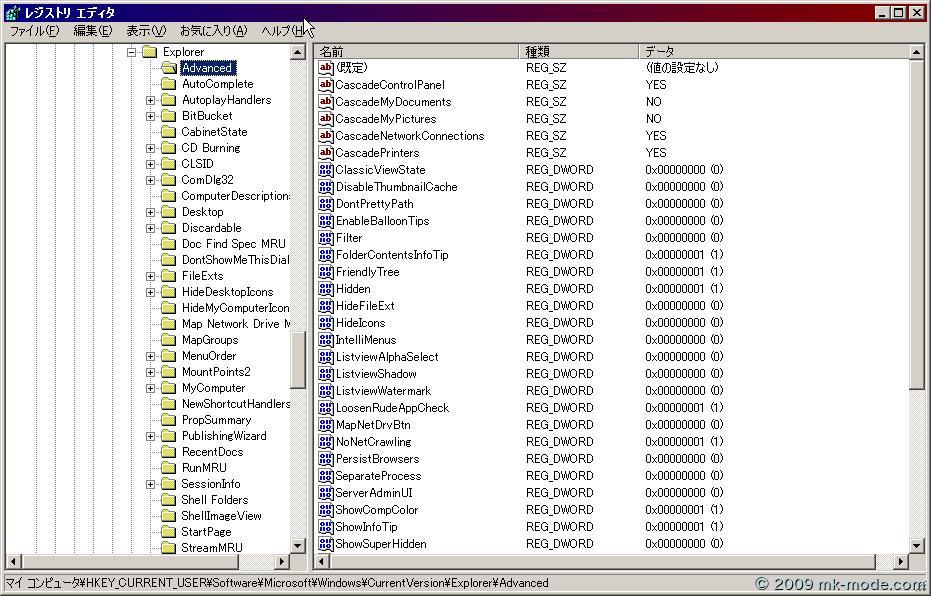 レジストリ エディタ
ファイル(F) 編集(E) 表示(V) お気に入り(A) ヘルプ(H)
Explorer
Advanced
AutoComplete
AutoplayHandlers
BitBucket
CabinetState
CD Burning
CLSID
ComDlg32
ComputerDescription
Desktop
Discardable
Doc Find Spec MRU
DontShowMeThisDial
FileExts
HideDesktopIcons
HideMyComputerIcon
Map Network Drive M
MapGroups
MenuOrder
MountPoints2
MyComputer
NewShortcutHandlers
PropSummary
PublishingWizard
RecentDocs
RunMRU
SessionInfo
Shell Folders
ShellImageView
StartPage
StreamMRU
名前 種類 データ
(既定) REG_SZ (値の設定なし)
CascadeControlPanel REG_SZ YES
CascadeMyDocuments REG_SZ NO
CascadeMyPictures REG_SZ NO
CascadeNetworkConnections REG_SZ YES
CascadePrinters REG_SZ YES
ClassicViewState REG_DWORD 0x00000000 (0)
DisableThumbnailCache REG_DWORD 0x00000000 (0)
DontPrettyPath REG_DWORD 0x00000000 (0)
EnableBalloonTips REG_DWORD 0x00000000 (0)
Filter REG_DWORD 0x00000000 (0)
FolderContentsInfoTip REG_DWORD 0x00000001 (1)
FriendlyTree REG_DWORD 0x00000001 (1)
Hidden REG_DWORD 0x00000001 (1)
HideFileExt REG_DWORD 0x00000000 (0)
HideIcons REG_DWORD 0x00000000 (0)
IntelliMenus REG_DWORD 0x00000000 (0)
ListviewAlphaSelect REG_DWORD 0x00000000 (0)
ListviewShadow REG_DWORD 0x00000000 (0)
ListviewWatermark REG_DWORD 0x00000000 (0)
LoosenRudeAppCheck REG_DWORD 0x00000001 (1)
MapNetDrvBtn REG_DWORD 0x00000000 (0)
NoNetCrawling REG_DWORD 0x00000001 (1)
PersistBrowsers REG_DWORD 0x00000000 (0)
SeparateProcess REG_DWORD 0x00000000 (0)
ServerAdminUI REG_DWORD 0x00000000 (0)
ShowCompColor REG_DWORD 0x00000001 (1)
ShowInfoTip REG_DWORD 0x00000001 (1)
ShowSuperHidden REG_DWORD 0x00000000 (0)
マイ コンピュータ¥HKEY_CURRENT_USER¥Software¥Microsoft¥Windows¥CurrentVersion¥Explorer¥Advanced
© 2009 mk-mode.com